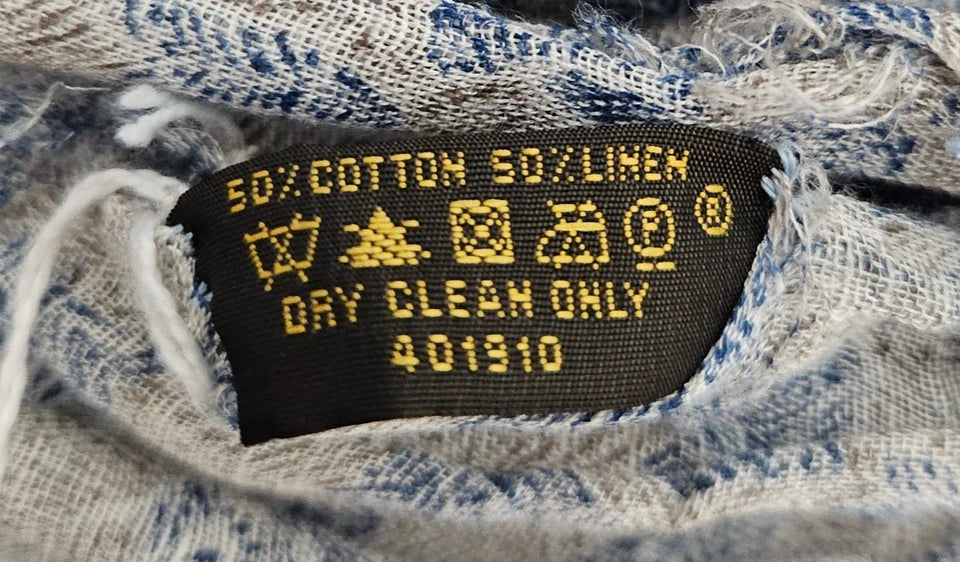 50% COTTON 50% LINEN
P ®
DRY CLEAN ONLY
401910